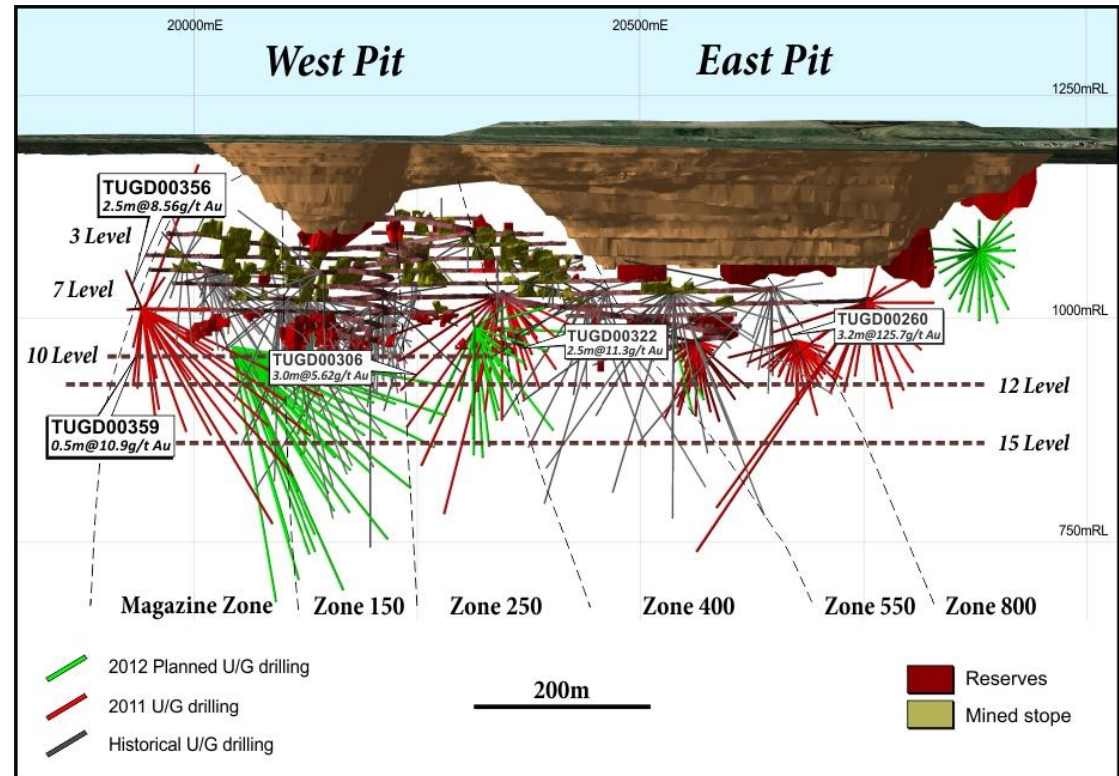 20000mE
20500mE
West Pit
East Pit
1250mRL
TUGD00356
2.5m@8.56g/t Au
3 Level
7 Level
1000mRL
TUGD00260
3.2m@125.7g/t Au
TUGD00322
2.5m@11.3g/t Au
10 Level
TUGD00306
3.0m@5.62g/t Au
12 Level
TUGD00359
0.5m@10.9g/t Au
15 Level
750mRL
Magazine Zone
Zone 150
Zone 250
Zone 400
Zone 550
Zone 800
2012 Planned U/G drilling
2011 U/G drilling
Historical U/G drilling
200m
Reserves
Mined stope